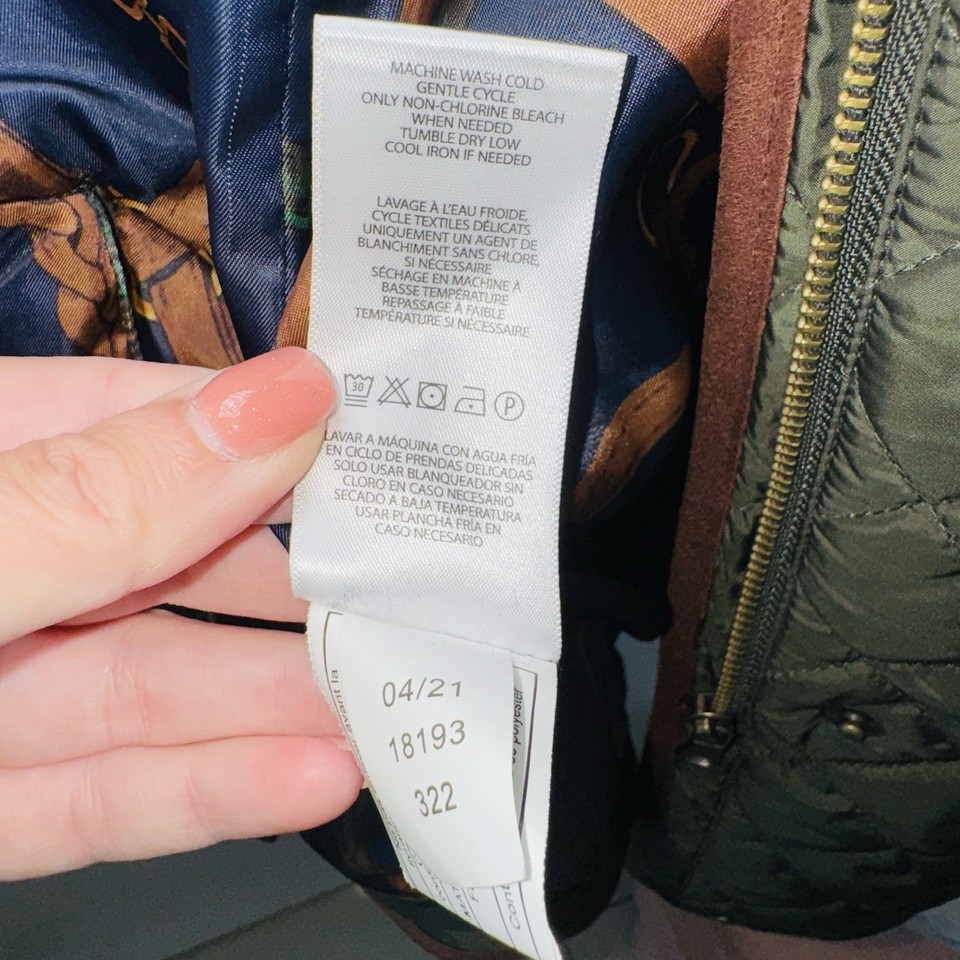 MACHINE WASH COLD
GENTLE CYCLE
ONLY NON-CHLORINE BLEACH
WHEN NEEDED
TUMBLE DRY LOW
COOL IRON IF NEEDED
LAVAGE À L'EAU FROIDE,
CYCLE TEXTILES DÉLICATS
UNIQUEMENT UN AGENT DE
BLANCHIMENT SANS CHLORE,
SI NÉCESSAIRE
SÉCHAGE EN MACHINE À
BASSE TEMPÉRATURE
REPASSAGE À FAIBLE
TEMPÉRATURE SI NÉCESSAIRE
30 P
LAVAR A MÁQUINA CON AGUA FRÍA
EN CICLO DE PRENDAS DELICADAS
SOLO USAR BLANQUEADOR SIN
CLORO EN CASO NECESARIO
SECADO A BAJA TEMPERATURA
USAR PLANCHA FRÍA EN
CASO NECESARIO
04/21
18193
322
polyester